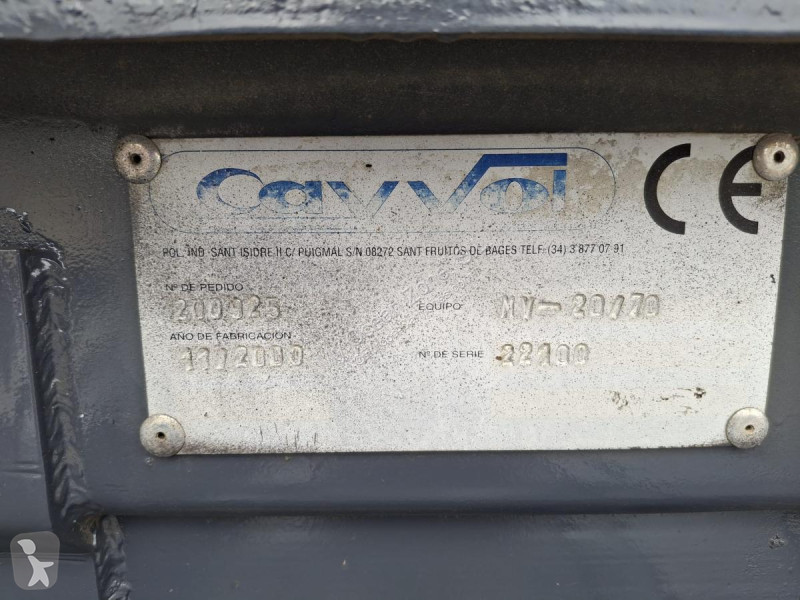 CayVol CE
POL. IND. SANT ISIDRE II C/ PUIGMAL S/N 08272 SANT FRUITOS DE BAGES TELF. (34) 3 877 07 91
Nº DE PEDIDO 200925 EQUIPO MV-20/70
AÑO DE FABRICACIÓN 11/2000 Nº DE SERIE 22100